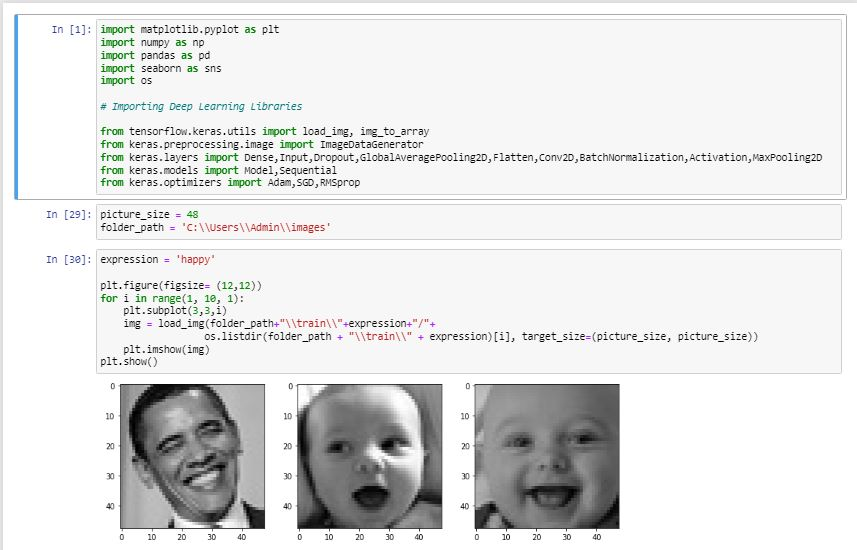 In [1]: import matplotlib.pyplot as plt
import numpy as np
import pandas as pd
import seaborn as sns
import os
# Importing Deep Learning Libraries
from tensorflow.keras.utils import load_img, img_to_array
from keras.preprocessing.image import ImageDataGenerator
from keras.layers import Dense,Input,Dropout,GlobalAveragePooling2D,Flatten,Conv2D,BatchNormalization,Activation,MaxPooling2D
from keras.models import Model,Sequential
from keras.optimizers import Adam,SGD,RMSprop
In [29]: picture_size = 48
folder_path = 'C:\\Users\\Admin\\images'
In [30]: expression = 'happy'
plt.figure(figsize= (12,12))
for i in range(1, 10, 1):
    plt.subplot(3,3,i)
    img = load_img(folder_path+"\\train\\"+expression+"/"+
                  os.listdir(folder_path + "\\train\\" + expression)[i], target_size=(picture_size, picture_size))
    plt.imshow(img)
plt.show()
0 0 0
10 10 10
20 20 20
30 30 30
40 40 40
0 10 20 30 40 0 10 20 30 40 0 10 20 30 40